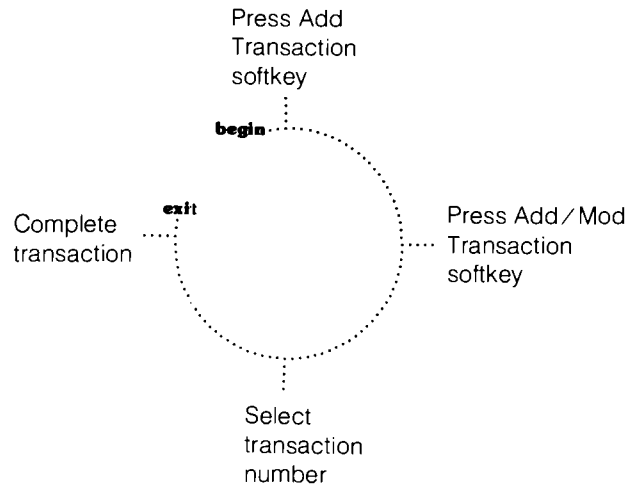 Press Add
Transaction
softkey
begin
Press Add/Mod
Transaction
softkey
Select
transaction
number
Complete
transaction
exit